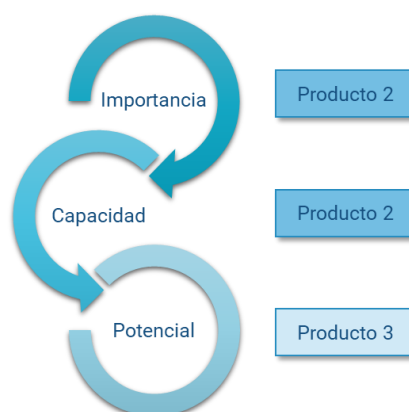 Importancia
Producto 2
Capacidad
Producto 2
Potencial
Producto 3